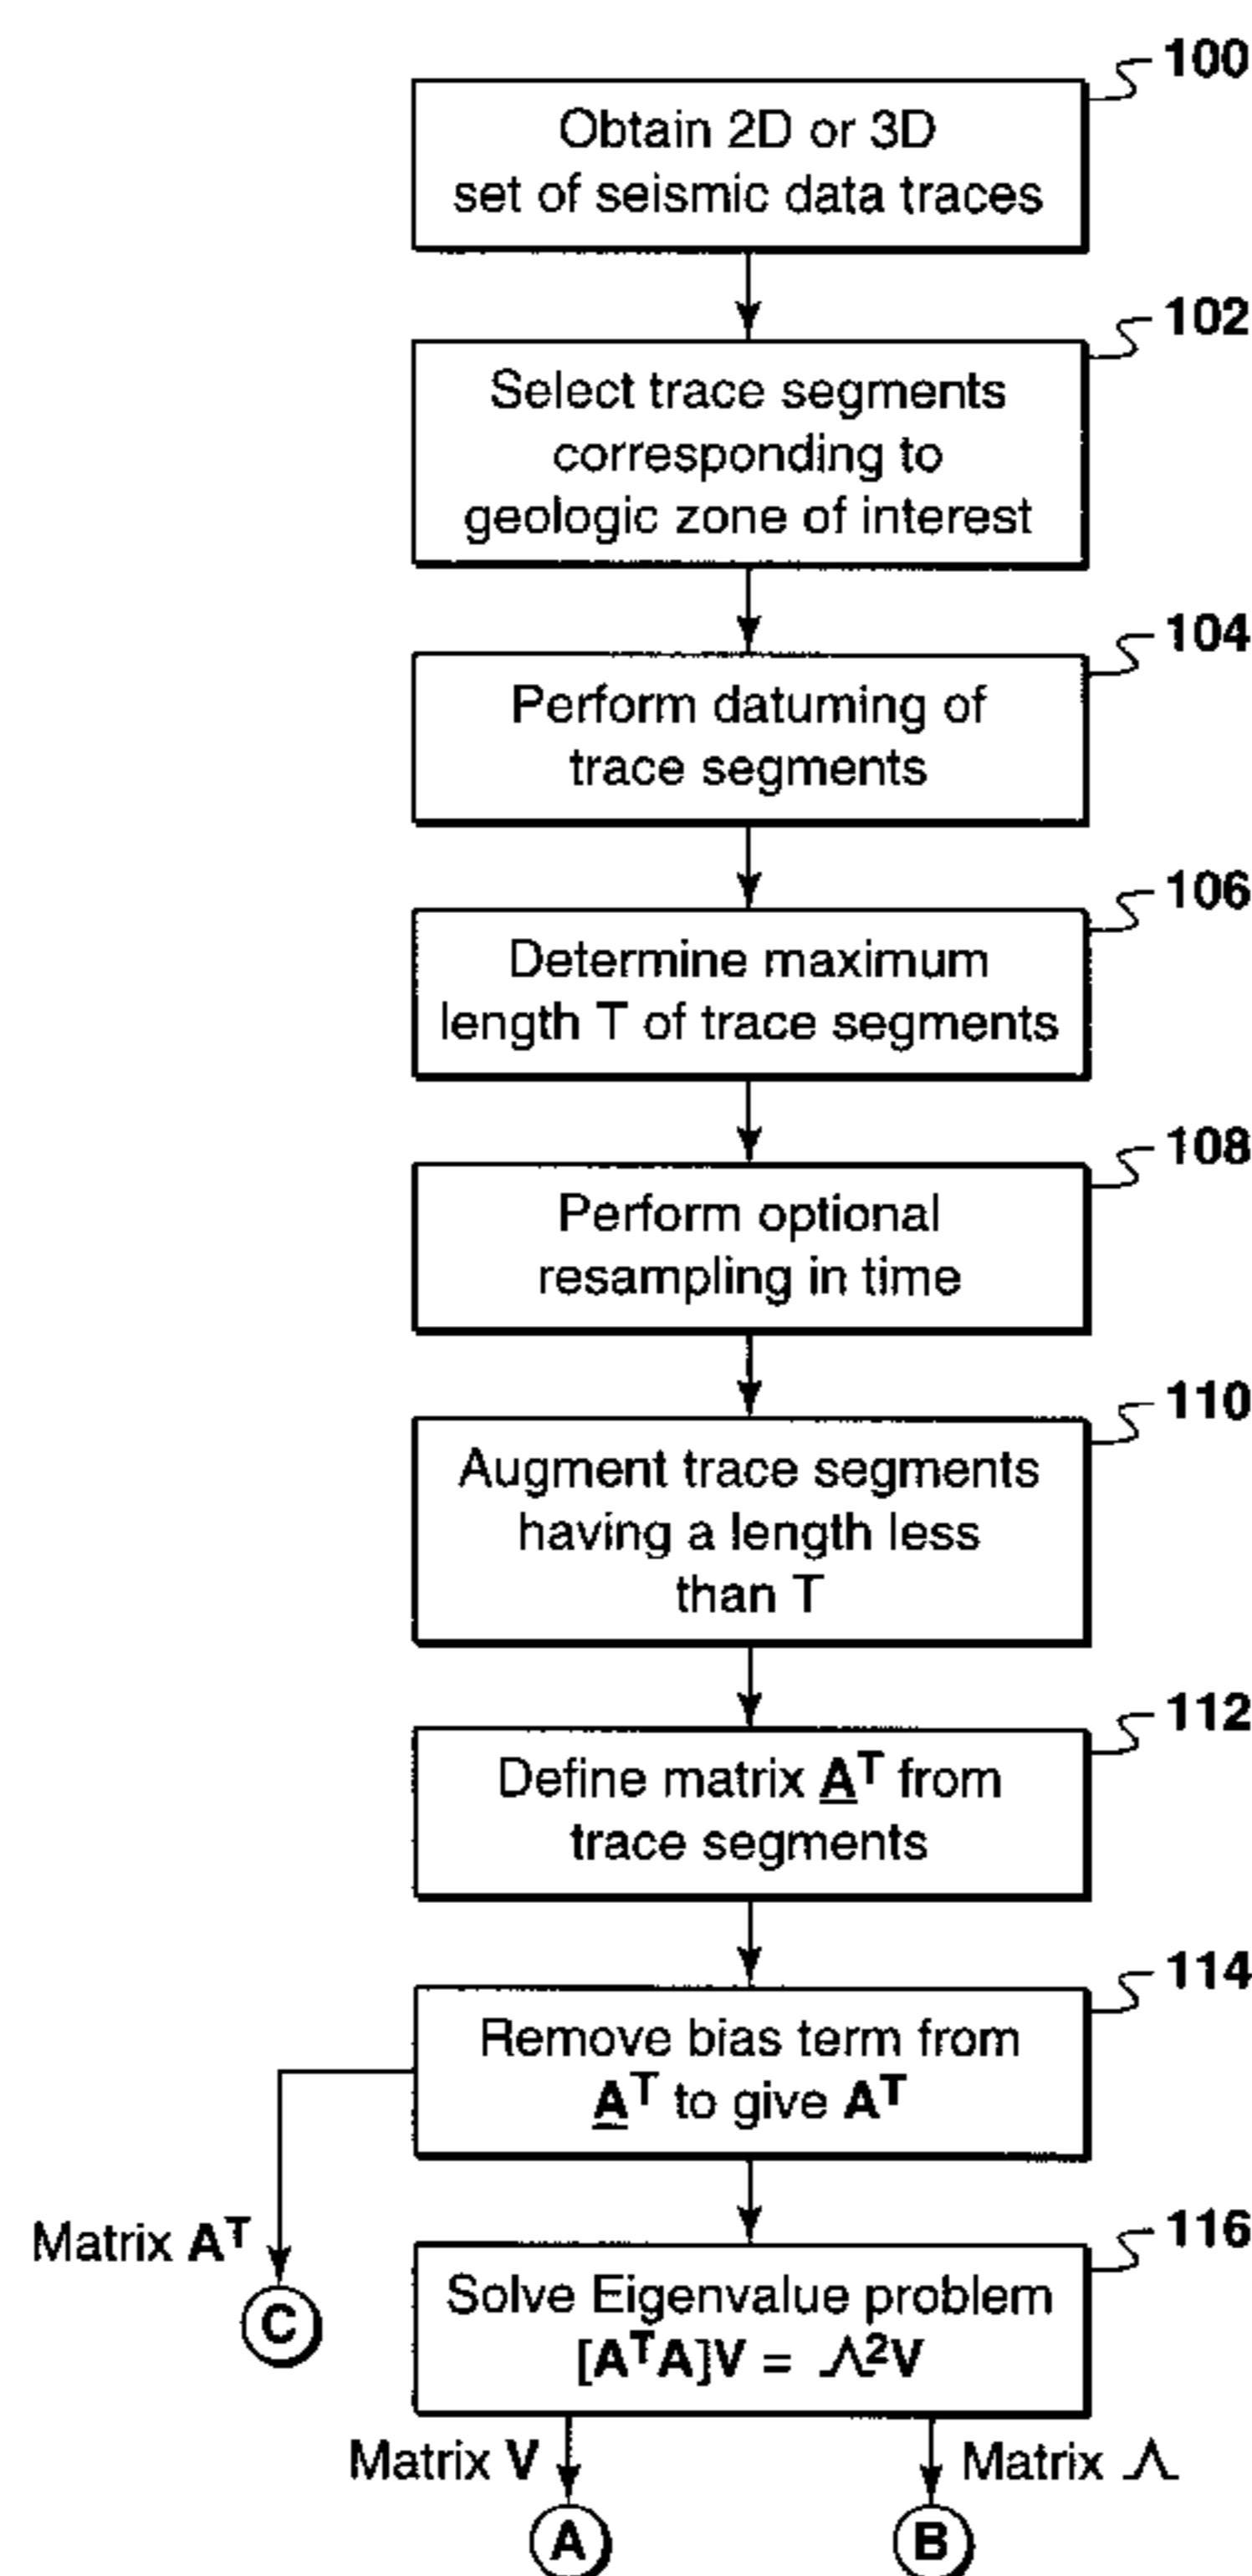 100
Obtain 2D or 3D
set of seismic data traces
102
Select trace segments
corresponding to
geologic zone of interest
104
Perform datuming of
trace segments
106
Determine maximum
length T of trace segments
108
Perform optional
resampling in time
110
Augment trace segments
having a length less
than T
112
Define matrix A̲ᵀ from
trace segments
114
Remove bias term from
A̲ᵀ to give Aᵀ
Matrix Aᵀ
C
116
Solve Eigenvalue problem
[AᵀA]V = Λ²V
Matrix V
Matrix Λ
A
B